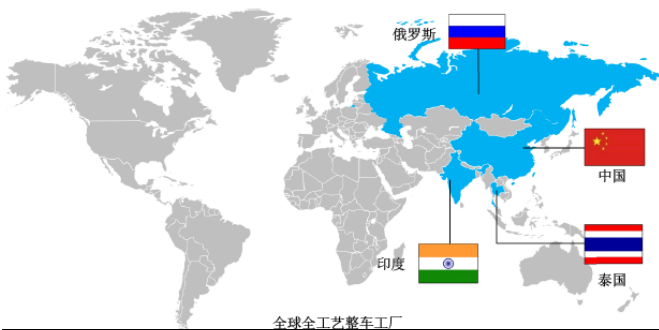 俄罗斯
中国
印度
泰国
全球全工艺整车工厂